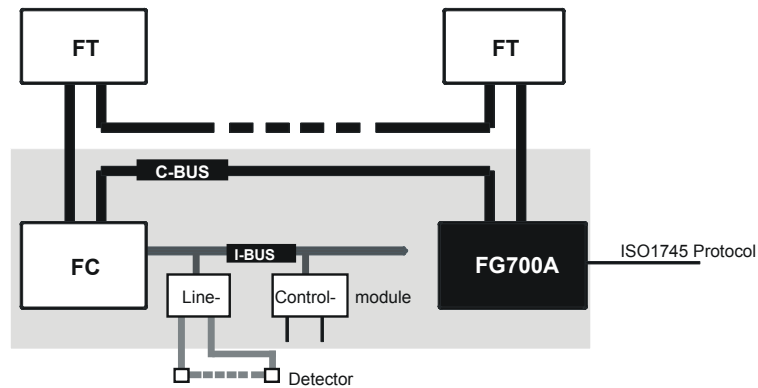 FT
FT
C-BUS
FC
I-BUS
FG700A
ISO1745 Protocol
Line-
Control-
module
Detector